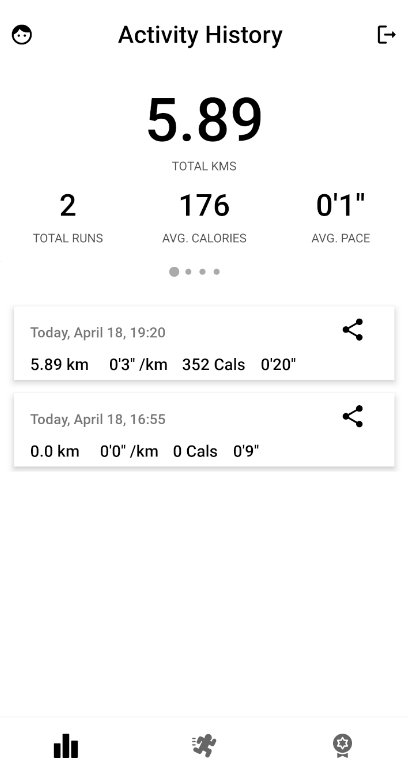 Activity History
5.89
TOTAL KMS
2 176 0'1"
TOTAL RUNS AVG. CALORIES AVG. PACE
Today, April 18, 19:20
5.89 km 0'3" /km 352 Cals 0'20"
Today, April 18, 16:55
0.0 km 0'0" /km 0 Cals 0'9"